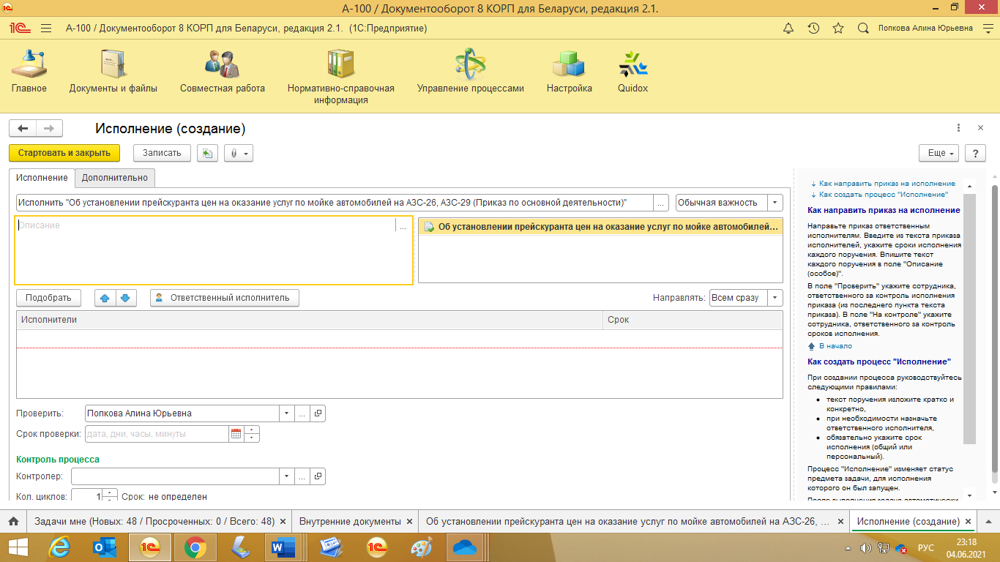 А-100 / Документооборот 8 КОРП для Беларуси, редакция 2.1.
1С А-100 / Документооборот 8 КОРП для Беларуси, редакция 2.1. (1С:Предприятие) Попкова Алина Юрьевна
Главное Документы и файлы Совместная работа Нормативно-справочная информация Управление процессами Настройка Quidox
Исполнение (создание)
Стартовать и закрыть Записать Еще ?
Исполнение Дополнительно
Исполнить "Об установлении прейскуранта цен на оказание услуг по мойке автомобилей на АЗС-26, АЗС-29 (Приказ по основной деятельности)" ... Обычная важность
Описание ... Об установлении прейскуранта цен на оказание услуг по мойке автомобилей...
Подобрать Ответственный исполнитель Направлять: Всем сразу
Исполнители Срок
Проверить: Попкова Алина Юрьевна ...
Срок проверки: дата, дни, часы, минуты
Контроль процесса
Контролер: ...
Кол. циклов: 1 Срок: не определен
Как направить приказ на исполнение
Как создать процесс "Исполнение"
Как направить приказ на исполнение
Направьте приказ ответственным
исполнителям. Введите из текста приказа
исполнителей, укажите сроки исполнения
каждого поручения. Впишите текст
каждого поручения в поле "Описание
(особое)".
В поле "Проверить" укажите сотрудника,
ответственного за контроль исполнения
приказа (из последнего пункта текста
приказа). В поле "На контроле" укажите
сотрудника, ответственного за контроль
сроков исполнения.
В начало
Как создать процесс "Исполнение"
При создании процесса руководствуйтесь
следующими правилами:
• текст поручения изложите кратко и
конкретно,
• при необходимости назначьте
ответственного исполнителя,
• обязательно укажите срок
исполнения (общий или
персональный).
Процесс "Исполнение" изменяет статус
предмета задачи, для исполнения
которого он был запущен.
Задачи мне (Новых: 48 / Просроченных: 0 / Всего: 48) Внутренние документы Об установлении прейскуранта цен на оказание услуг по мойке автомобилей на АЗС-26, ... Исполнение (создание)
РУС 23:18
04.06.2021